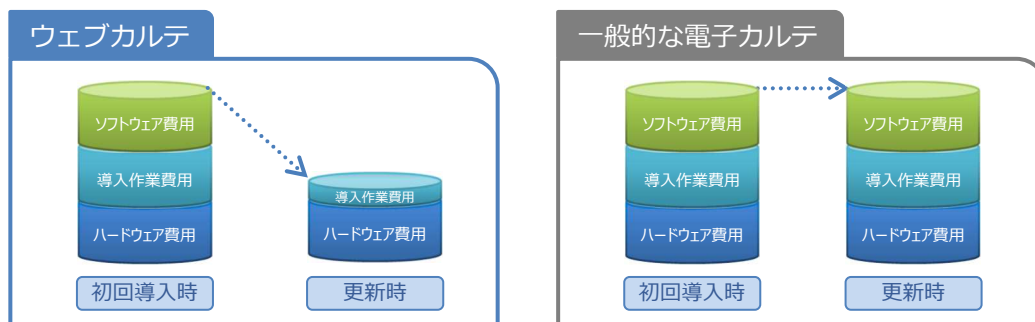 ウェブカルテ
ソフトウェア費用
導入作業費用
ハードウェア費用
初回導入時
導入作業費用
ハードウェア費用
更新時
一般的な電子カルテ
ソフトウェア費用
導入作業費用
ハードウェア費用
初回導入時
ソフトウェア費用
導入作業費用
ハードウェア費用
更新時